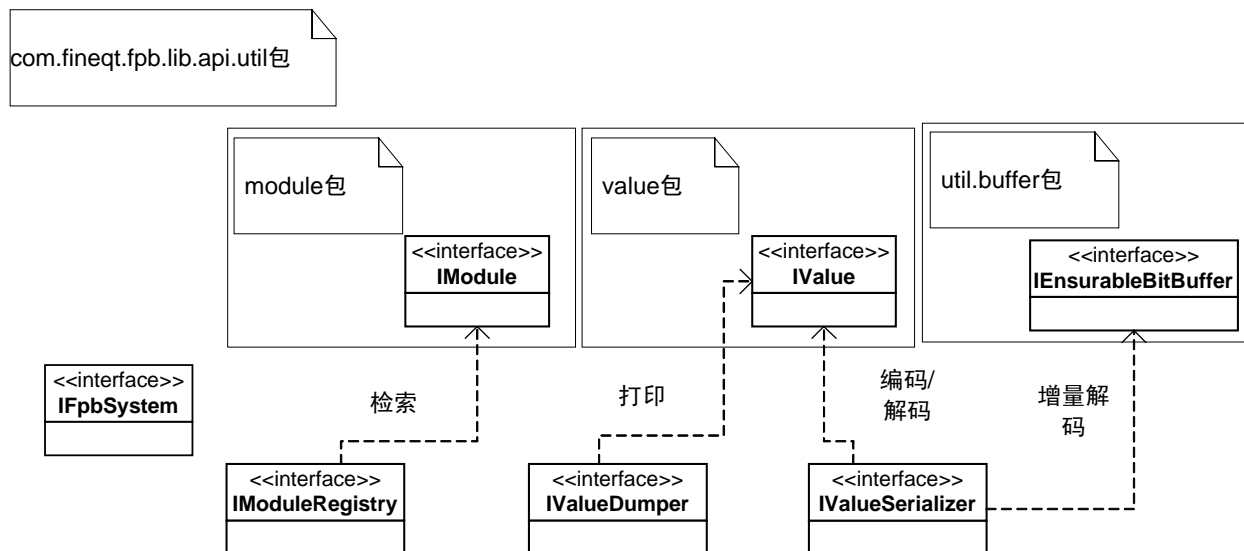 com.fineqt.fpb.lib.api.util包
module包
value包
util.buffer包
<<interface>>
IModule
<<interface>>
IValue
<<interface>>
IEnsurableBitBuffer
<<interface>>
IFpbSystem
检索
打印
编码/
解码
增量解
码
<<interface>>
IModuleRegistry
<<interface>>
IValueDumper
<<interface>>
IValueSerializer